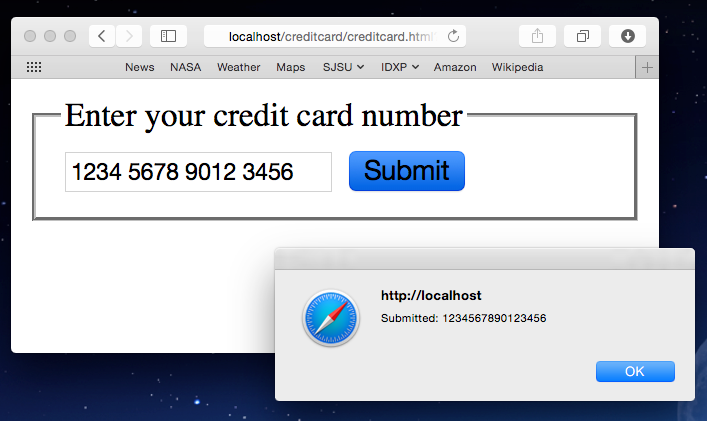 localhost/creditcard/creditcard.html
News NASA Weather Maps SJSU IDXP Amazon Wikipedia
Enter your credit card number
1234 5678 9012 3456 Submit
http://localhost
Submitted: 1234567890123456
OK